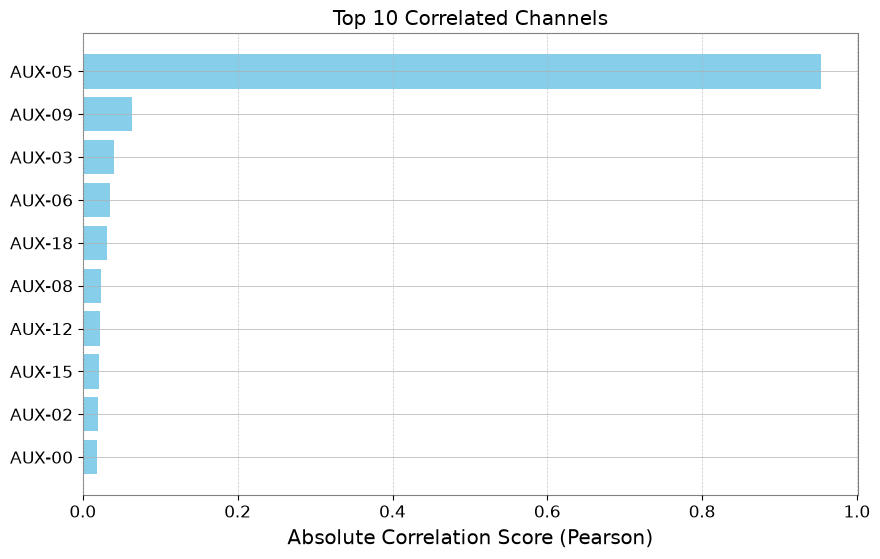 Top 10 Correlated Channels
AUX-05
AUX-09
AUX-03
AUX-06
AUX-18
AUX-08
AUX-12
AUX-15
AUX-02
AUX-00
0.0 0.2 0.4 0.6 0.8 1.0
Absolute Correlation Score (Pearson)